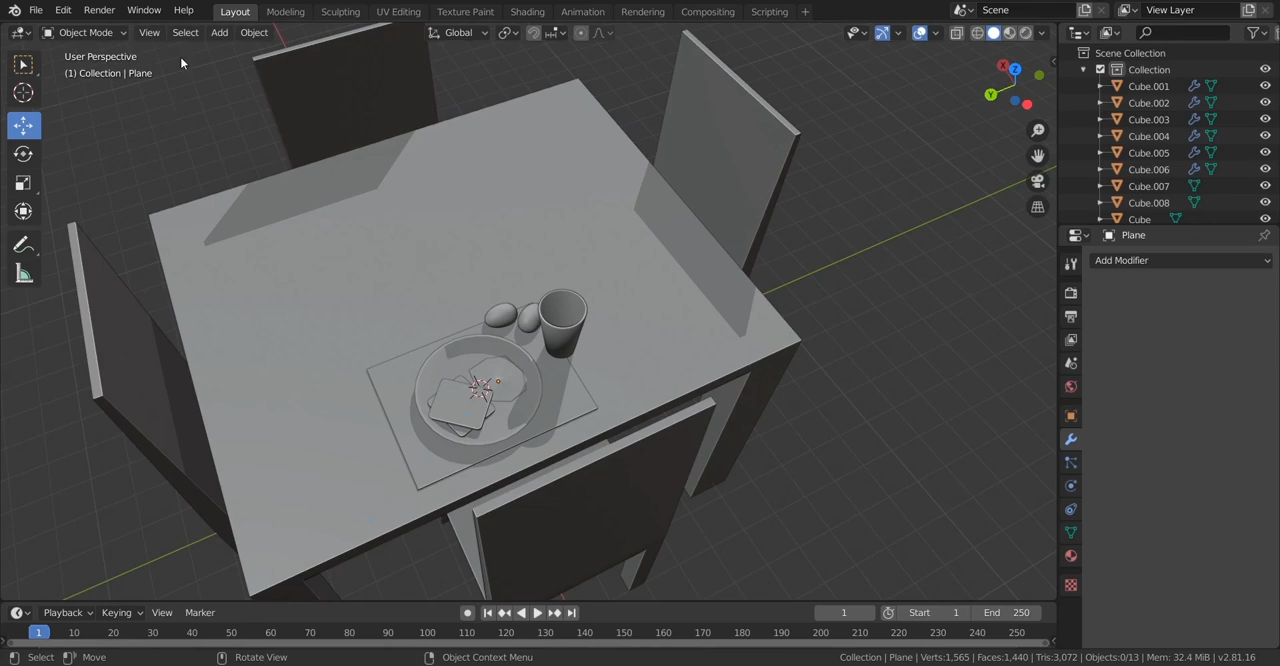 File Edit Render Window Help Layout Modeling Sculpting UV Editing Texture Paint Shading Animation Rendering Compositing Scripting + Scene View Layer
Object Mode View Select Add Object Global
User Perspective
(1) Collection | Plane
X
Z
Y
Scene Collection
Collection
Cube.001
Cube.002
Cube.003
Cube.004
Cube.005
Cube.006
Cube.007
Cube.008
Cube
Plane
Add Modifier
Playback Keying View Marker 1 Start 1 End 250
1 10 20 30 40 50 60 70 80 90 100 110 120 130 140 150 160 170 180 190 200 210 220 230 240 250
Select Move Rotate View Object Context Menu Collection | Plane | Verts:1,565 | Faces:1,440 | Tris:3,072 | Objects:0/13 | Mem: 32.4 MiB | v2.81.16